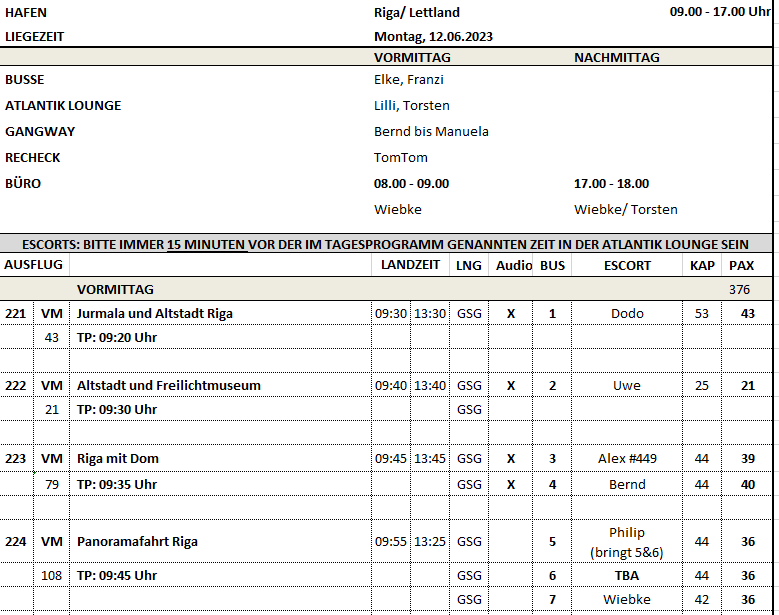 HAFEN Riga/ Lettland 09.00 - 17.00 Uhr
LIEGEZEIT Montag, 12.06.2023
VORMITTAG NACHMITTAG
BUSSE Elke, Franzi
ATLANTIK LOUNGE Lilli, Torsten
GANGWAY Bernd bis Manuela
RECHECK TomTom
BÜRO 08.00 - 09.00 17.00 - 18.00
Wiebke Wiebke/ Torsten
ESCORTS: BITTE IMMER 15 MINUTEN VOR DER IM TAGESPROGRAMM GENANNTEN ZEIT IN DER ATLANTIK LOUNGE SEIN
AUSFLUG LANDZEIT LNG Audio BUS ESCORT KAP PAX
VORMITTAG 376
221 VM Jurmala und Altstadt Riga 09:30 13:30 GSG X 1 Dodo 53 43
43 TP: 09:20 Uhr
222 VM Altstadt und Freilichtmuseum 09:40 13:40 GSG X 2 Uwe 25 21
21 TP: 09:30 Uhr GSG
223 VM Riga mit Dom 09:45 13:45 GSG X 3 Alex #449 44 39
79 TP: 09:35 Uhr GSG X 4 Bernd 44 40
224 VM Panoramafahrt Riga 09:55 13:25 GSG 5 Philip 44 36
(bringt 5&6)
108 TP: 09:45 Uhr GSG 6 TBA 44 36
GSG 7 Wiebke 42 36